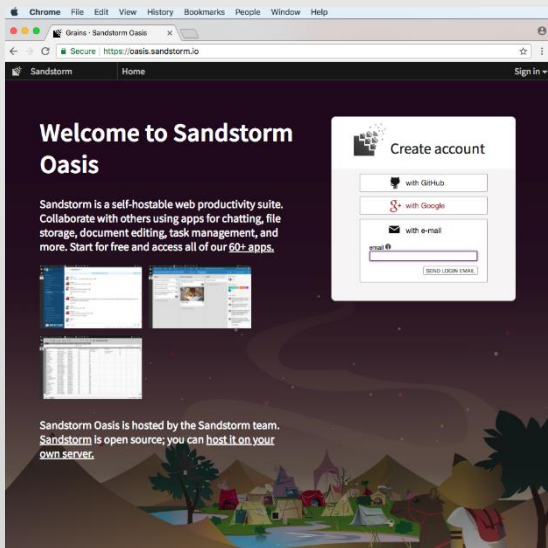 Chrome File Edit View History Bookmarks People Window Help
Grains · Sandstorm Oasis
Secure https://oasis.sandstorm.io
Sandstorm Home Sign in
Welcome to Sandstorm
Oasis
Sandstorm is a self-hostable web productivity suite.
Collaborate with others using apps for chatting, file
storage, document editing, task management, and
more. Start for free and access all of our 60+ apps.
Sandstorm Oasis is hosted by the Sandstorm team.
Sandstorm is open source; you can host it on your
own server.
Create account
with GitHub
with Google
with e-mail
email
SEND LOGIN EMAIL